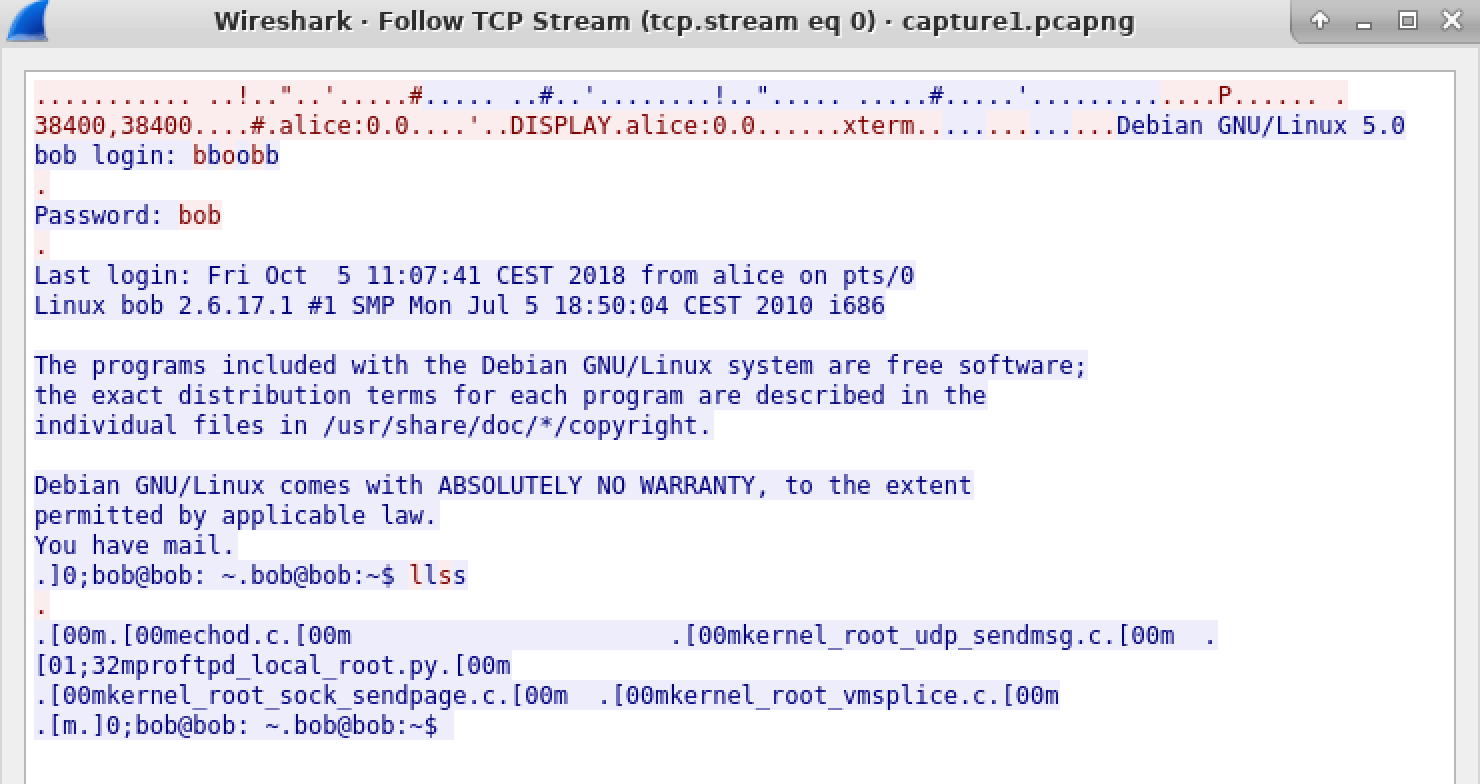 Wireshark · Follow TCP Stream (tcp.stream eq 0) · capture1.pcapng
........... ..!.."..'.....#..... ..#..'........!.."..... .....#.....'.............P...... .
38400,38400....#.alice:0.0....'..DISPLAY.alice:0.0......xterm..............Debian GNU/Linux 5.0
bob login: bboobb
.
Password: bob
.
Last login: Fri Oct  5 11:07:41 CEST 2018 from alice on pts/0
Linux bob 2.6.17.1 #1 SMP Mon Jul 5 18:50:04 CEST 2010 i686
The programs included with the Debian GNU/Linux system are free software;
the exact distribution terms for each program are described in the
individual files in /usr/share/doc/*/copyright.
Debian GNU/Linux comes with ABSOLUTELY NO WARRANTY, to the extent
permitted by applicable law.
You have mail.
.]0;bob@bob: ~.bob@bob:~$ llss
.
.[00m.[00mechod.c.[00m                      .[00mkernel_root_udp_sendmsg.c.[00m  .
[01;32mproftpd_local_root.py.[00m
.[00mkernel_root_sock_sendpage.c.[00m  .[00mkernel_root_vmsplice.c.[00m
.[m.]0;bob@bob: ~.bob@bob:~$